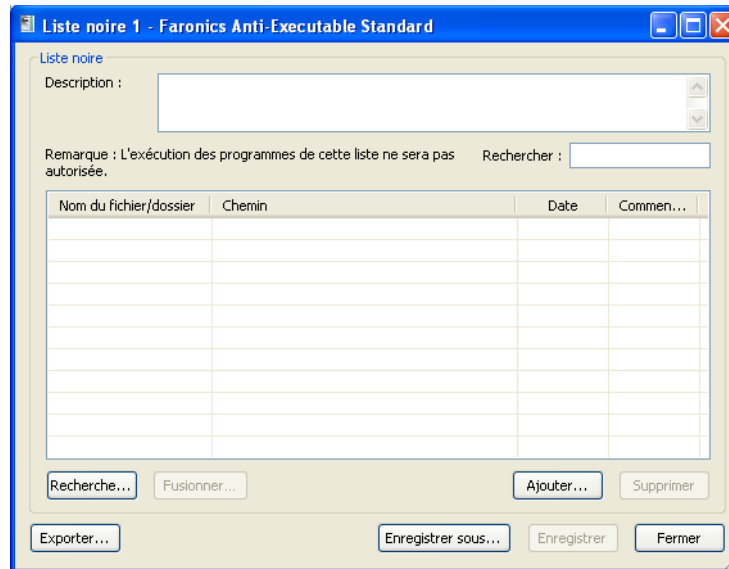 Liste noire 1 - Faronics Anti-Executable Standard
Liste noire
Description :
Remarque : L'exécution des programmes de cette liste ne sera pas
autorisée.
Rechercher :
Nom du fichier/dossier Chemin Date Commen...
Recherche... Fusionner... Ajouter... Supprimer
Exporter... Enregistrer sous... Enregistrer Fermer